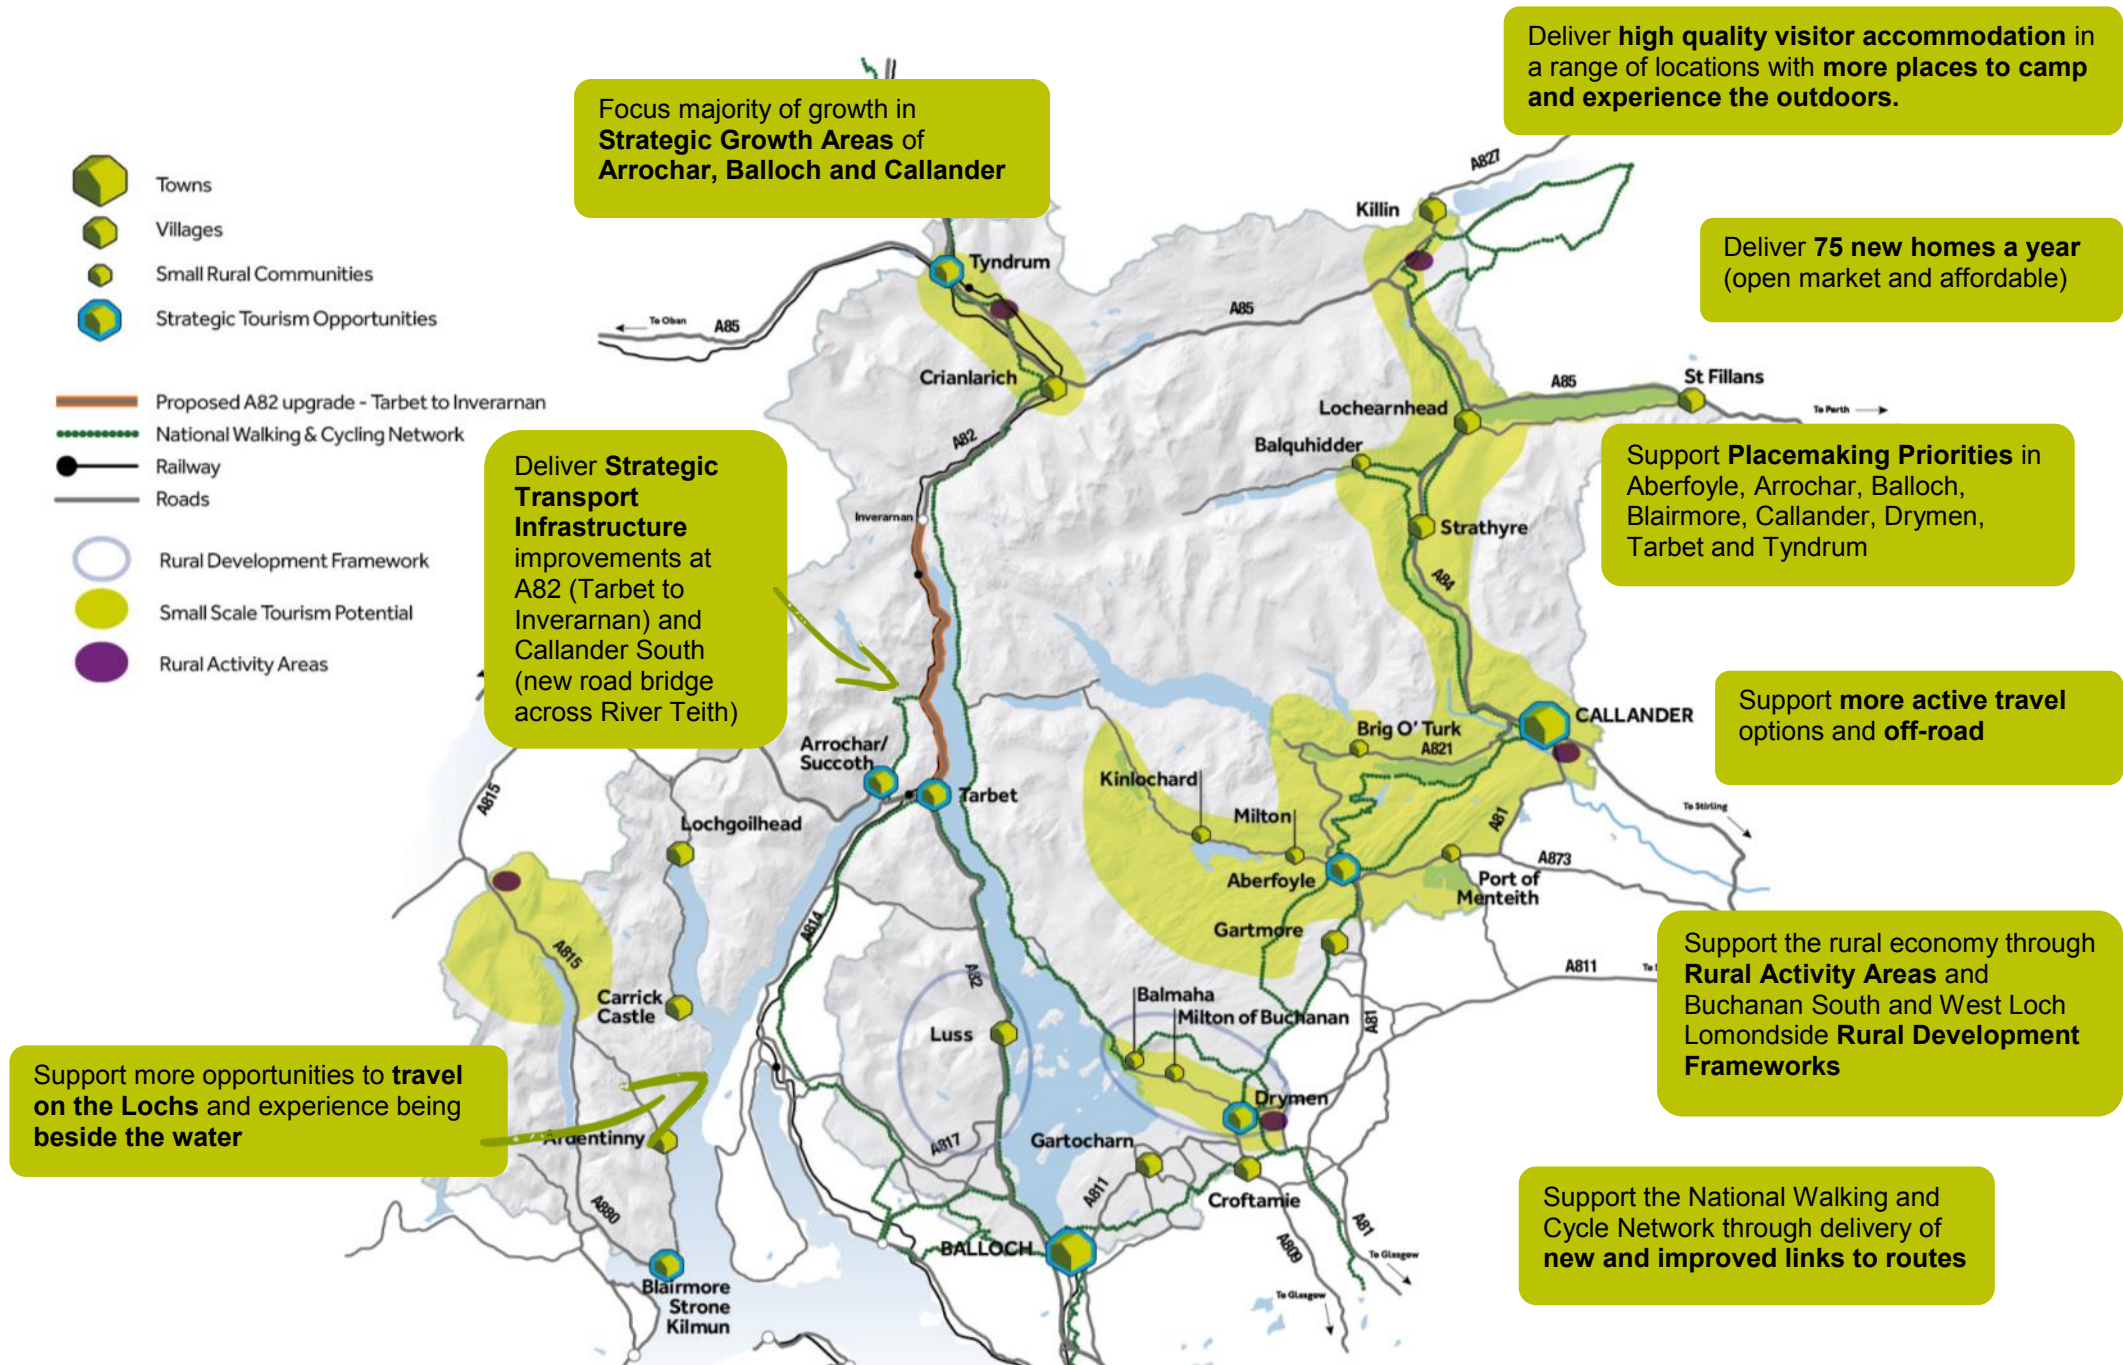 Deliver high quality visitor accommodation in
a range of locations with more places to camp
and experience the outdoors.
Focus majority of growth in
Strategic Growth Areas of
Arrochar, Balloch and Callander
Towns
Villages
Small Rural Communities
Strategic Tourism Opportunities
Proposed A82 upgrade - Tarbet to Inverarnan
National Walking & Cycling Network
Railway
Roads
Rural Development Framework
Small Scale Tourism Potential
Rural Activity Areas
A827
Killin
Deliver 75 new homes a year
(open market and affordable)
Tyndrum
To Oban
A85
A85
Crianlarich
A85
St Fillans
Lochearnhead
To Perth
A82
Balquhidder
Deliver Strategic
Transport
Infrastructure
improvements at
A82 (Tarbet to
Inverarnan) and
Callander South
(new road bridge
across River Teith)
Support Placemaking Priorities in
Aberfoyle, Arrochar, Balloch,
Blairmore, Callander, Drymen,
Tarbet and Tyndrum
Inverarnan
Strathyre
A84
Support more active travel
options and off-road
CALLANDER
Brig O' Turk
A821
Arrochar/
Succoth
Kinlochard
Tarbet
A815
Milton
To Stirling
Lochgoilhead
A81
A873
Aberfoyle
Port of
Menteith
A814
Gartmore
A815
A82
A811
To S
Support the rural economy through
Rural Activity Areas and
Buchanan South and West Loch
Lomondside Rural Development
Frameworks
Carrick
Castle
Balmaha
Milton of Buchanan
A81
Luss
Support more opportunities to travel
on the Lochs and experience being
beside the water
Drymen
Ardentinny
A817
Gartocharn
A811
Croftamie
Support the National Walking and
Cycle Network through delivery of
new and improved links to routes
A880
A81
BALLOCH
A809
To Glasgow
Blairmore
Strone
Kilmun
To Glasgow